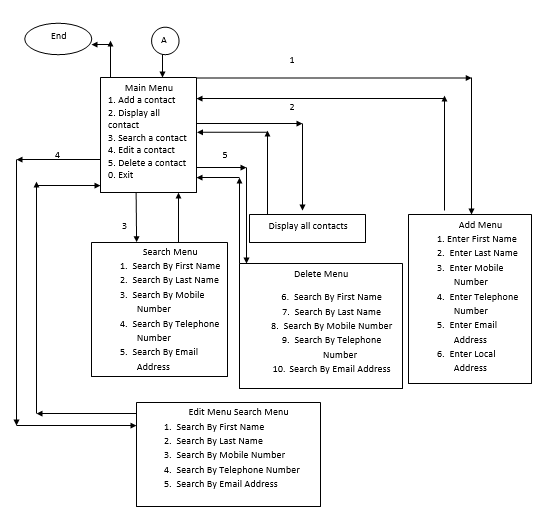 End
A
1
Main Menu
1. Add a contact
2. Display all
contact
3. Search a contact
4. Edit a contact
5. Delete a contact
0. Exit
2
4
5
3
Display all contacts
Add Menu
1. Enter First Name
2. Enter Last Name
3. Enter Mobile
Number
4. Enter Telephone
Number
5. Enter Email
Address
6. Enter Local
Address
Search Menu
1. Search By First Name
2. Search By Last Name
3. Search By Mobile
Number
4. Search By Telephone
Number
5. Search By Email
Address
Delete Menu
6. Search By First Name
7. Search By Last Name
8. Search By Mobile Number
9. Search By Telephone
Number
10. Search By Email Address
Edit Menu Search Menu
1. Search By First Name
2. Search By Last Name
3. Search By Mobile Number
4. Search By Telephone Number
5. Search By Email Address